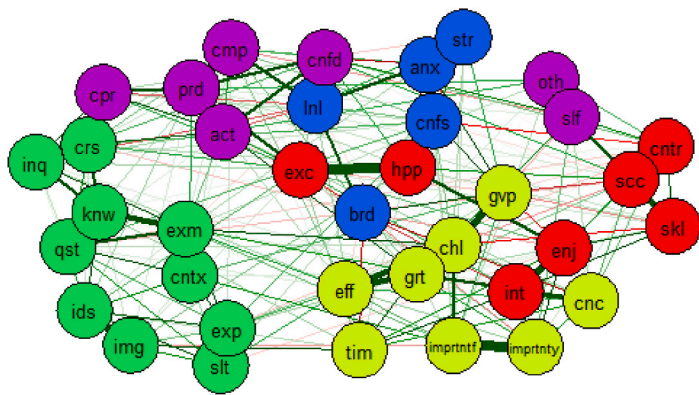 str
cmp
cnfd
anx
prd
oth
cpr
lnl
slf
cnfs
act
crs
cntr
inq
exc
hpp
scc
gvp
knw
brd
skl
exm
qst
chl
enj
cntx
eff
grt
int
cnc
ids
exp
img
tim
imprtntf
imprtnty
slt